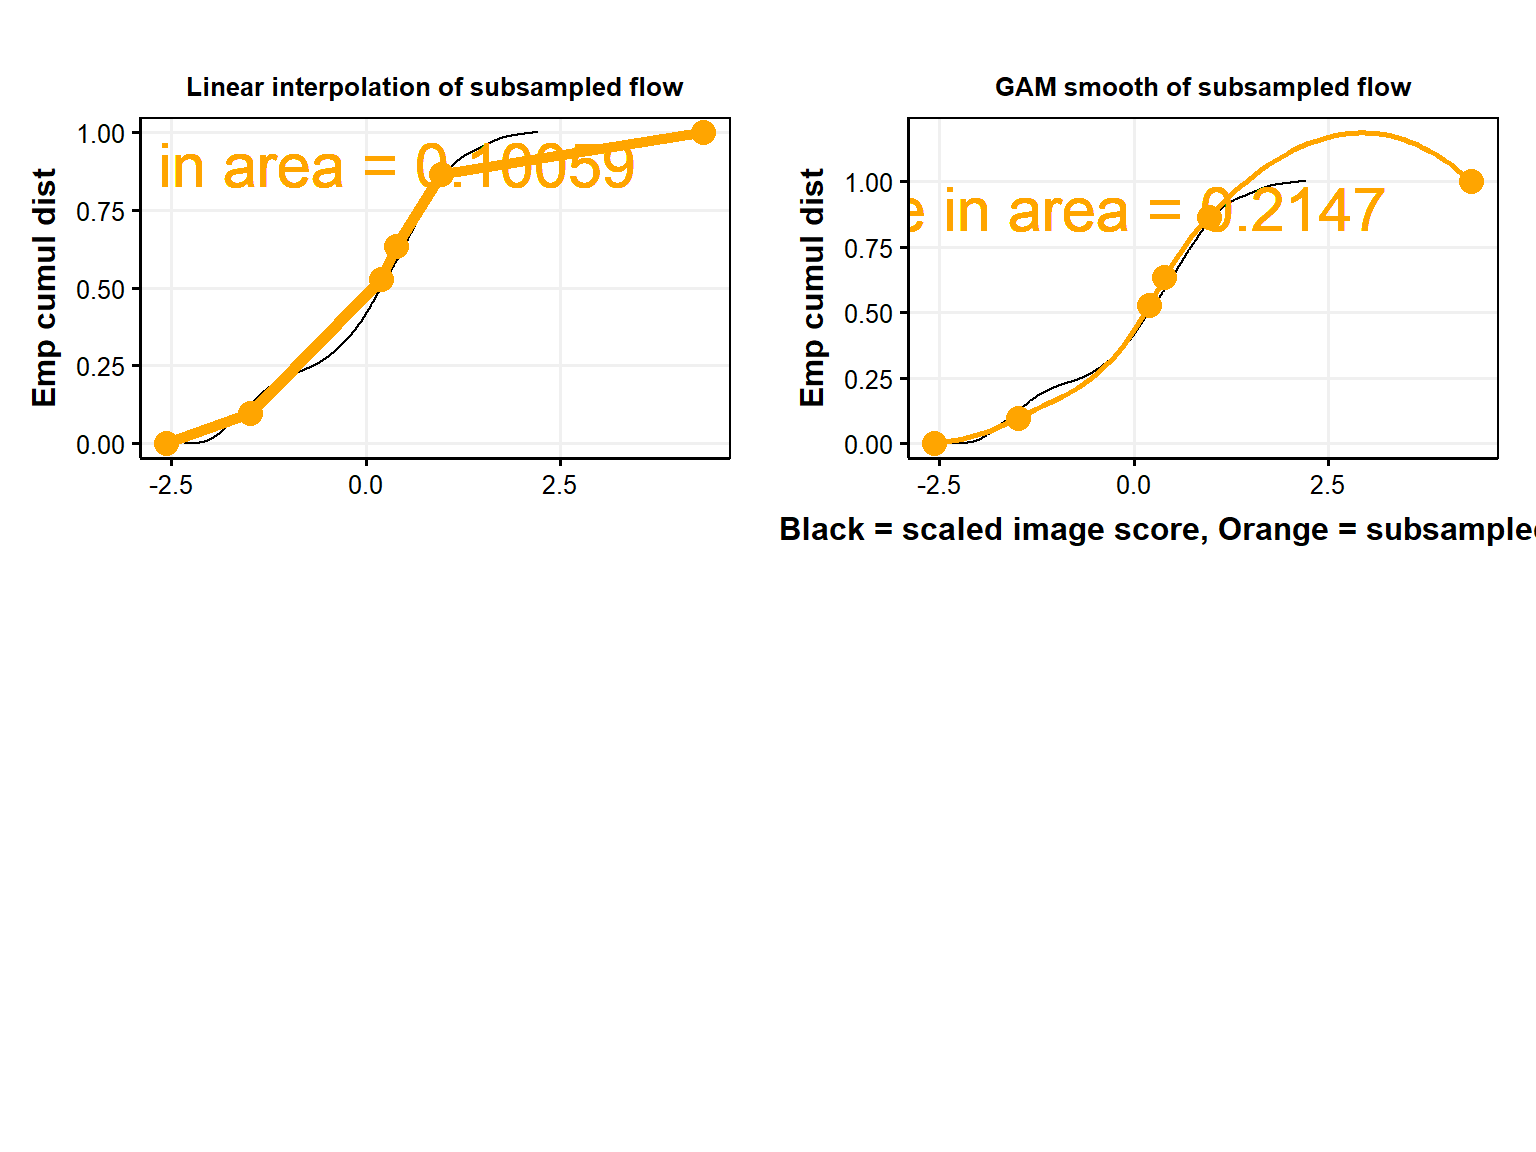 Linear interpolation of subsampled flow
Emp cumul dist
1.00
0.75
0.50
0.25
0.00
in area = 0.10059
-2.5 0.0 2.5
GAM smooth of subsampled flow
Emp cumul dist
1.00
0.75
0.50
0.25
0.00
e in area = 0.2147
-2.5 0.0 2.5
Black = scaled image score, Orange = subsampled